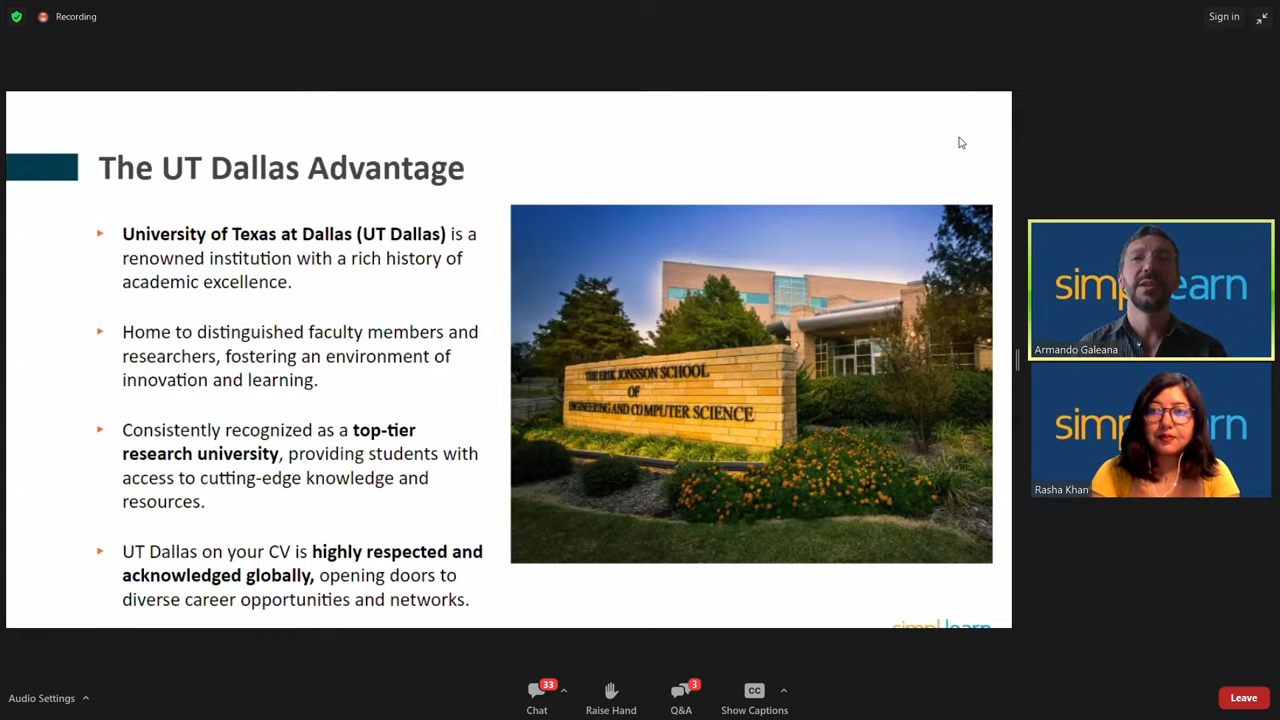 Recording
Sign in
The UT Dallas Advantage
University of Texas at Dallas (UT Dallas) is a
renowned institution with a rich history of
academic excellence.
Home to distinguished faculty members and
researchers, fostering an environment of
innovation and learning.
Consistently recognized as a top-tier
research university, providing students with
access to cutting-edge knowledge and
resources.
UT Dallas on your CV is highly respected and
acknowledged globally, opening doors to
diverse career opportunities and networks.
THE ERIK JONSSON SCHOOL
OF
ENGINEERING AND COMPUTER SCIENCE
simplilearn
Armando Galeana
Rasha Khan
Audio Settings
33
Chat
Raise Hand
3
Q&A
CC
Show Captions
Leave